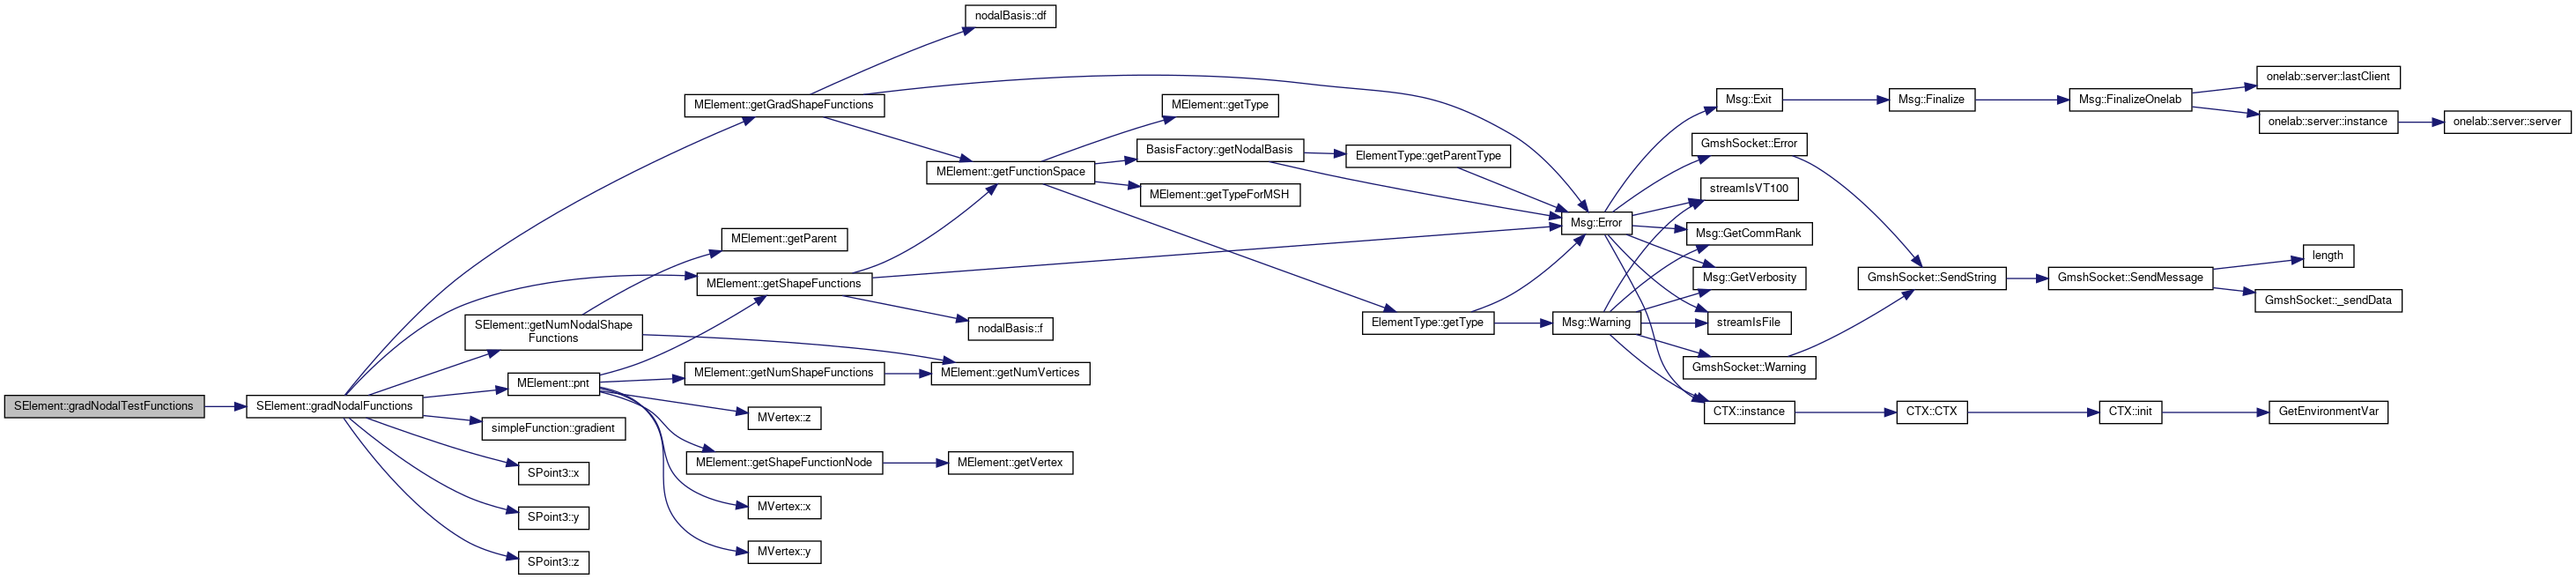 nodalBasis::df
onelab::server::lastClient
MElement::getGradShapeFunctions
MElement::getType
Msg::Exit
Msg::Finalize
Msg::FinalizeOnelab
onelab::server::instance
onelab::server::server
GmshSocket::Error
BasisFactory::getNodalBasis
ElementType::getParentType
MElement::getFunctionSpace
streamIsVT100
MElement::getTypeForMSH
Msg::Error
Msg::GetCommRank
MElement::getParent
length
Msg::GetVerbosity
GmshSocket::SendString
GmshSocket::SendMessage
MElement::getShapeFunctions
GmshSocket::_sendData
SElement::getNumNodalShape
Functions
nodalBasis::f
ElementType::getType
Msg::Warning
streamIsFile
GmshSocket::Warning
MElement::getNumShapeFunctions
MElement::getNumVertices
MElement::pnt
SElement::gradNodalTestFunctions
SElement::gradNodalFunctions
CTX::instance
CTX::CTX
CTX::init
GetEnvironmentVar
MVertex::z
simpleFunction::gradient
MElement::getShapeFunctionNode
MElement::getVertex
SPoint3::x
MVertex::x
SPoint3::y
MVertex::y
SPoint3::z